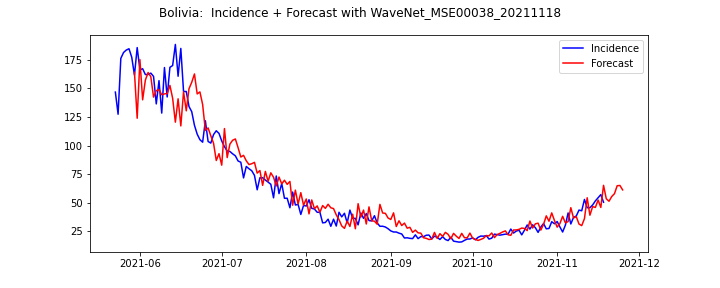 Bolivia:  Incidence + Forecast with WaveNet_MSE00038_20211118
Incidence
Forecast
175
150
125
100
75
50
25
2021-06 2021-07 2021-08 2021-09 2021-10 2021-11 2021-12